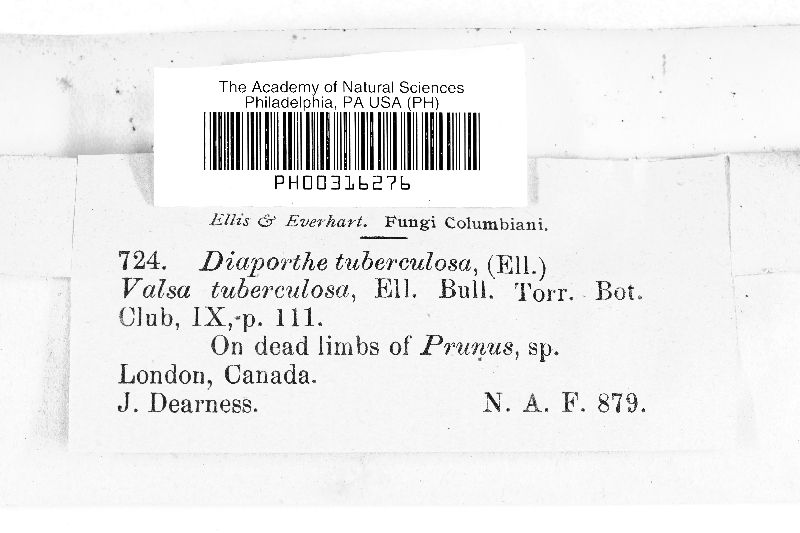 The Academy of Natural Sciences
Philadelphia, PA USA (PH)
PH00316276
Ellis & Everhart. Fungi Columbiani.
724. Diaporthe tuberculosa, (Ell.)
Valsa tuberculosa, Ell. Bull. Torr. Bot.
Club, IX, p. 111.
On dead limbs of Prunus, sp.
London, Canada.
J. Dearness. N. A. F. 879.